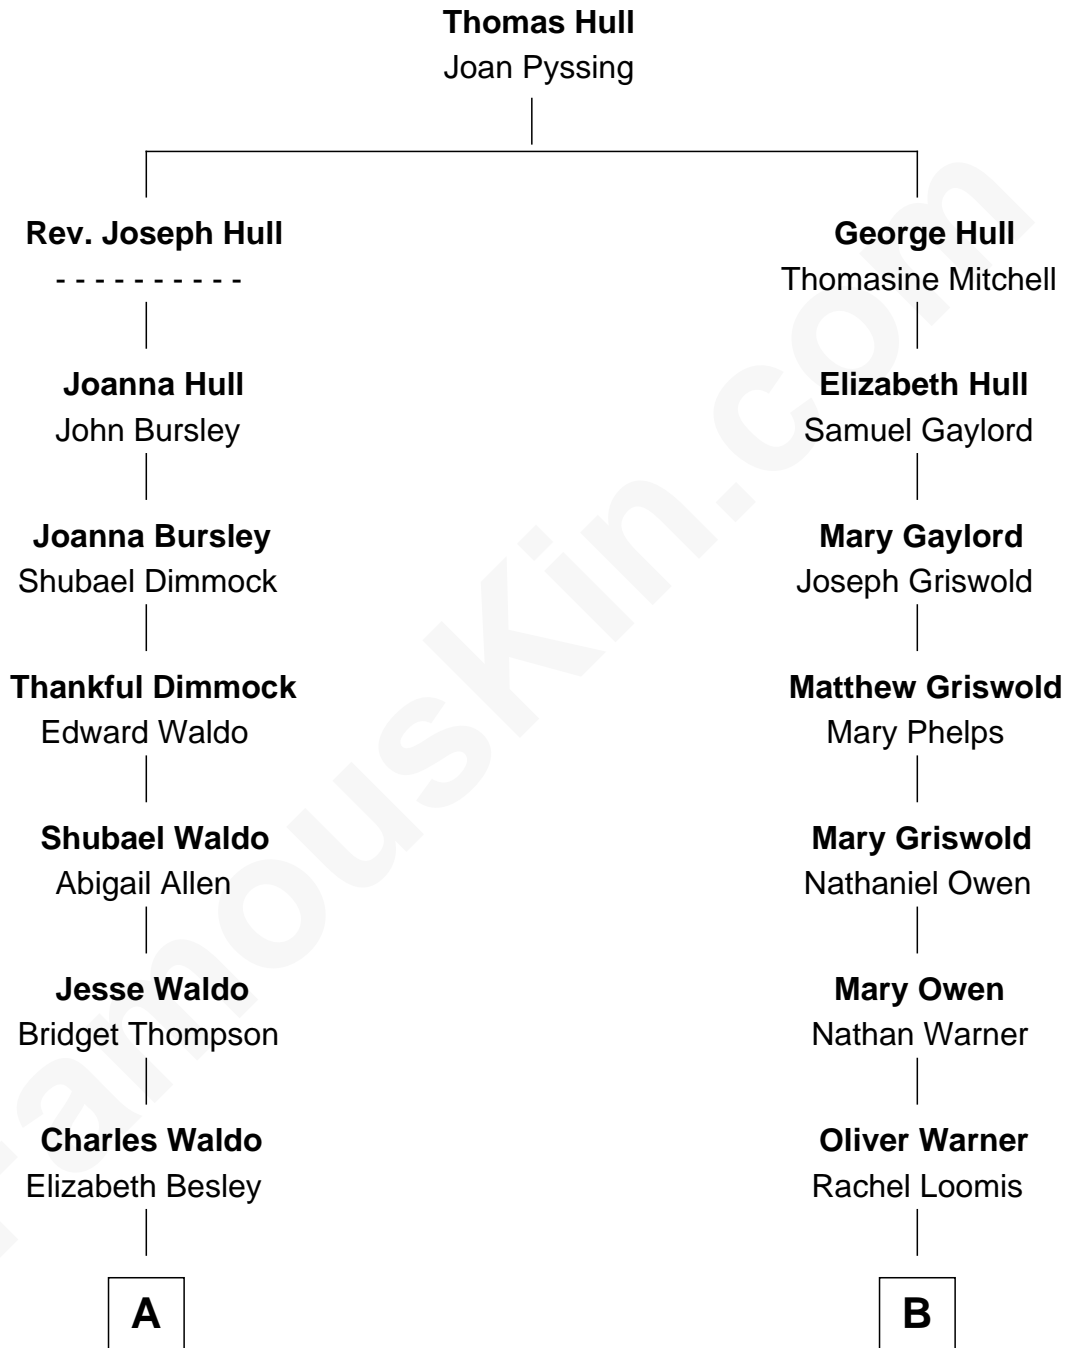 Thomas Hull
Joan Pyssing
Rev. Joseph Hull
- - - - - - - - - -
George Hull
Thomasine Mitchell
Joanna Hull
John Bursley
Elizabeth Hull
Samuel Gaylord
Joanna Bursley
Shubael Dimmock
Mary Gaylord
Joseph Griswold
Thankful Dimmock
Edward Waldo
Matthew Griswold
Mary Phelps
Shubael Waldo
Abigail Allen
Mary Griswold
Nathaniel Owen
Jesse Waldo
Bridget Thompson
Mary Owen
Nathan Warner
Charles Waldo
Elizabeth Besley
Oliver Warner
Rachel Loomis
A
B
FamousKin.com